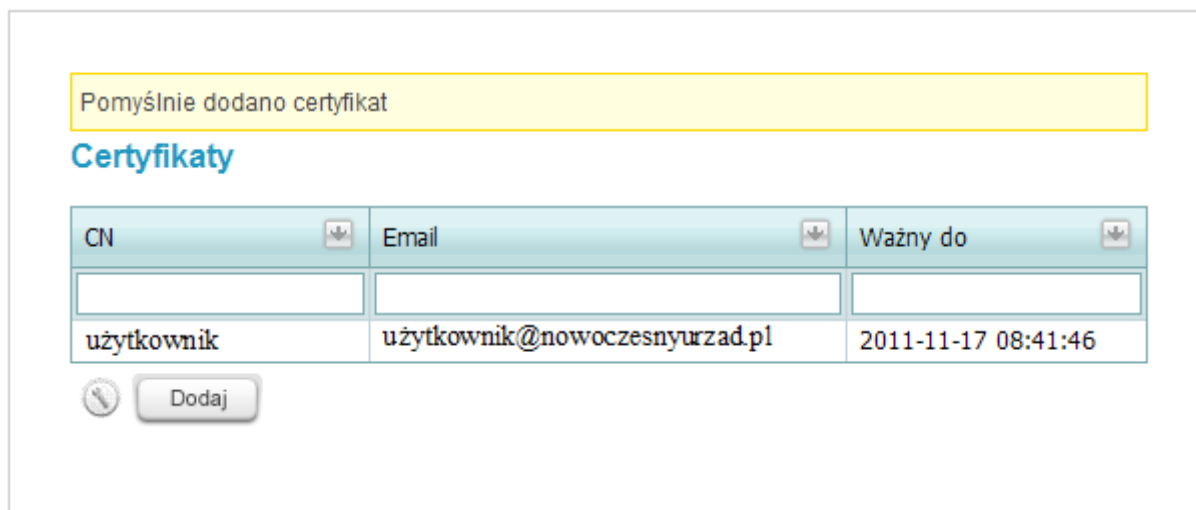 Pomyślnie dodano certyfikat
Certyfikaty
CN Email Ważny do
użytkownik użytkownik@nowoczesnyurzad.pl 2011-11-17 08:41:46
Dodaj